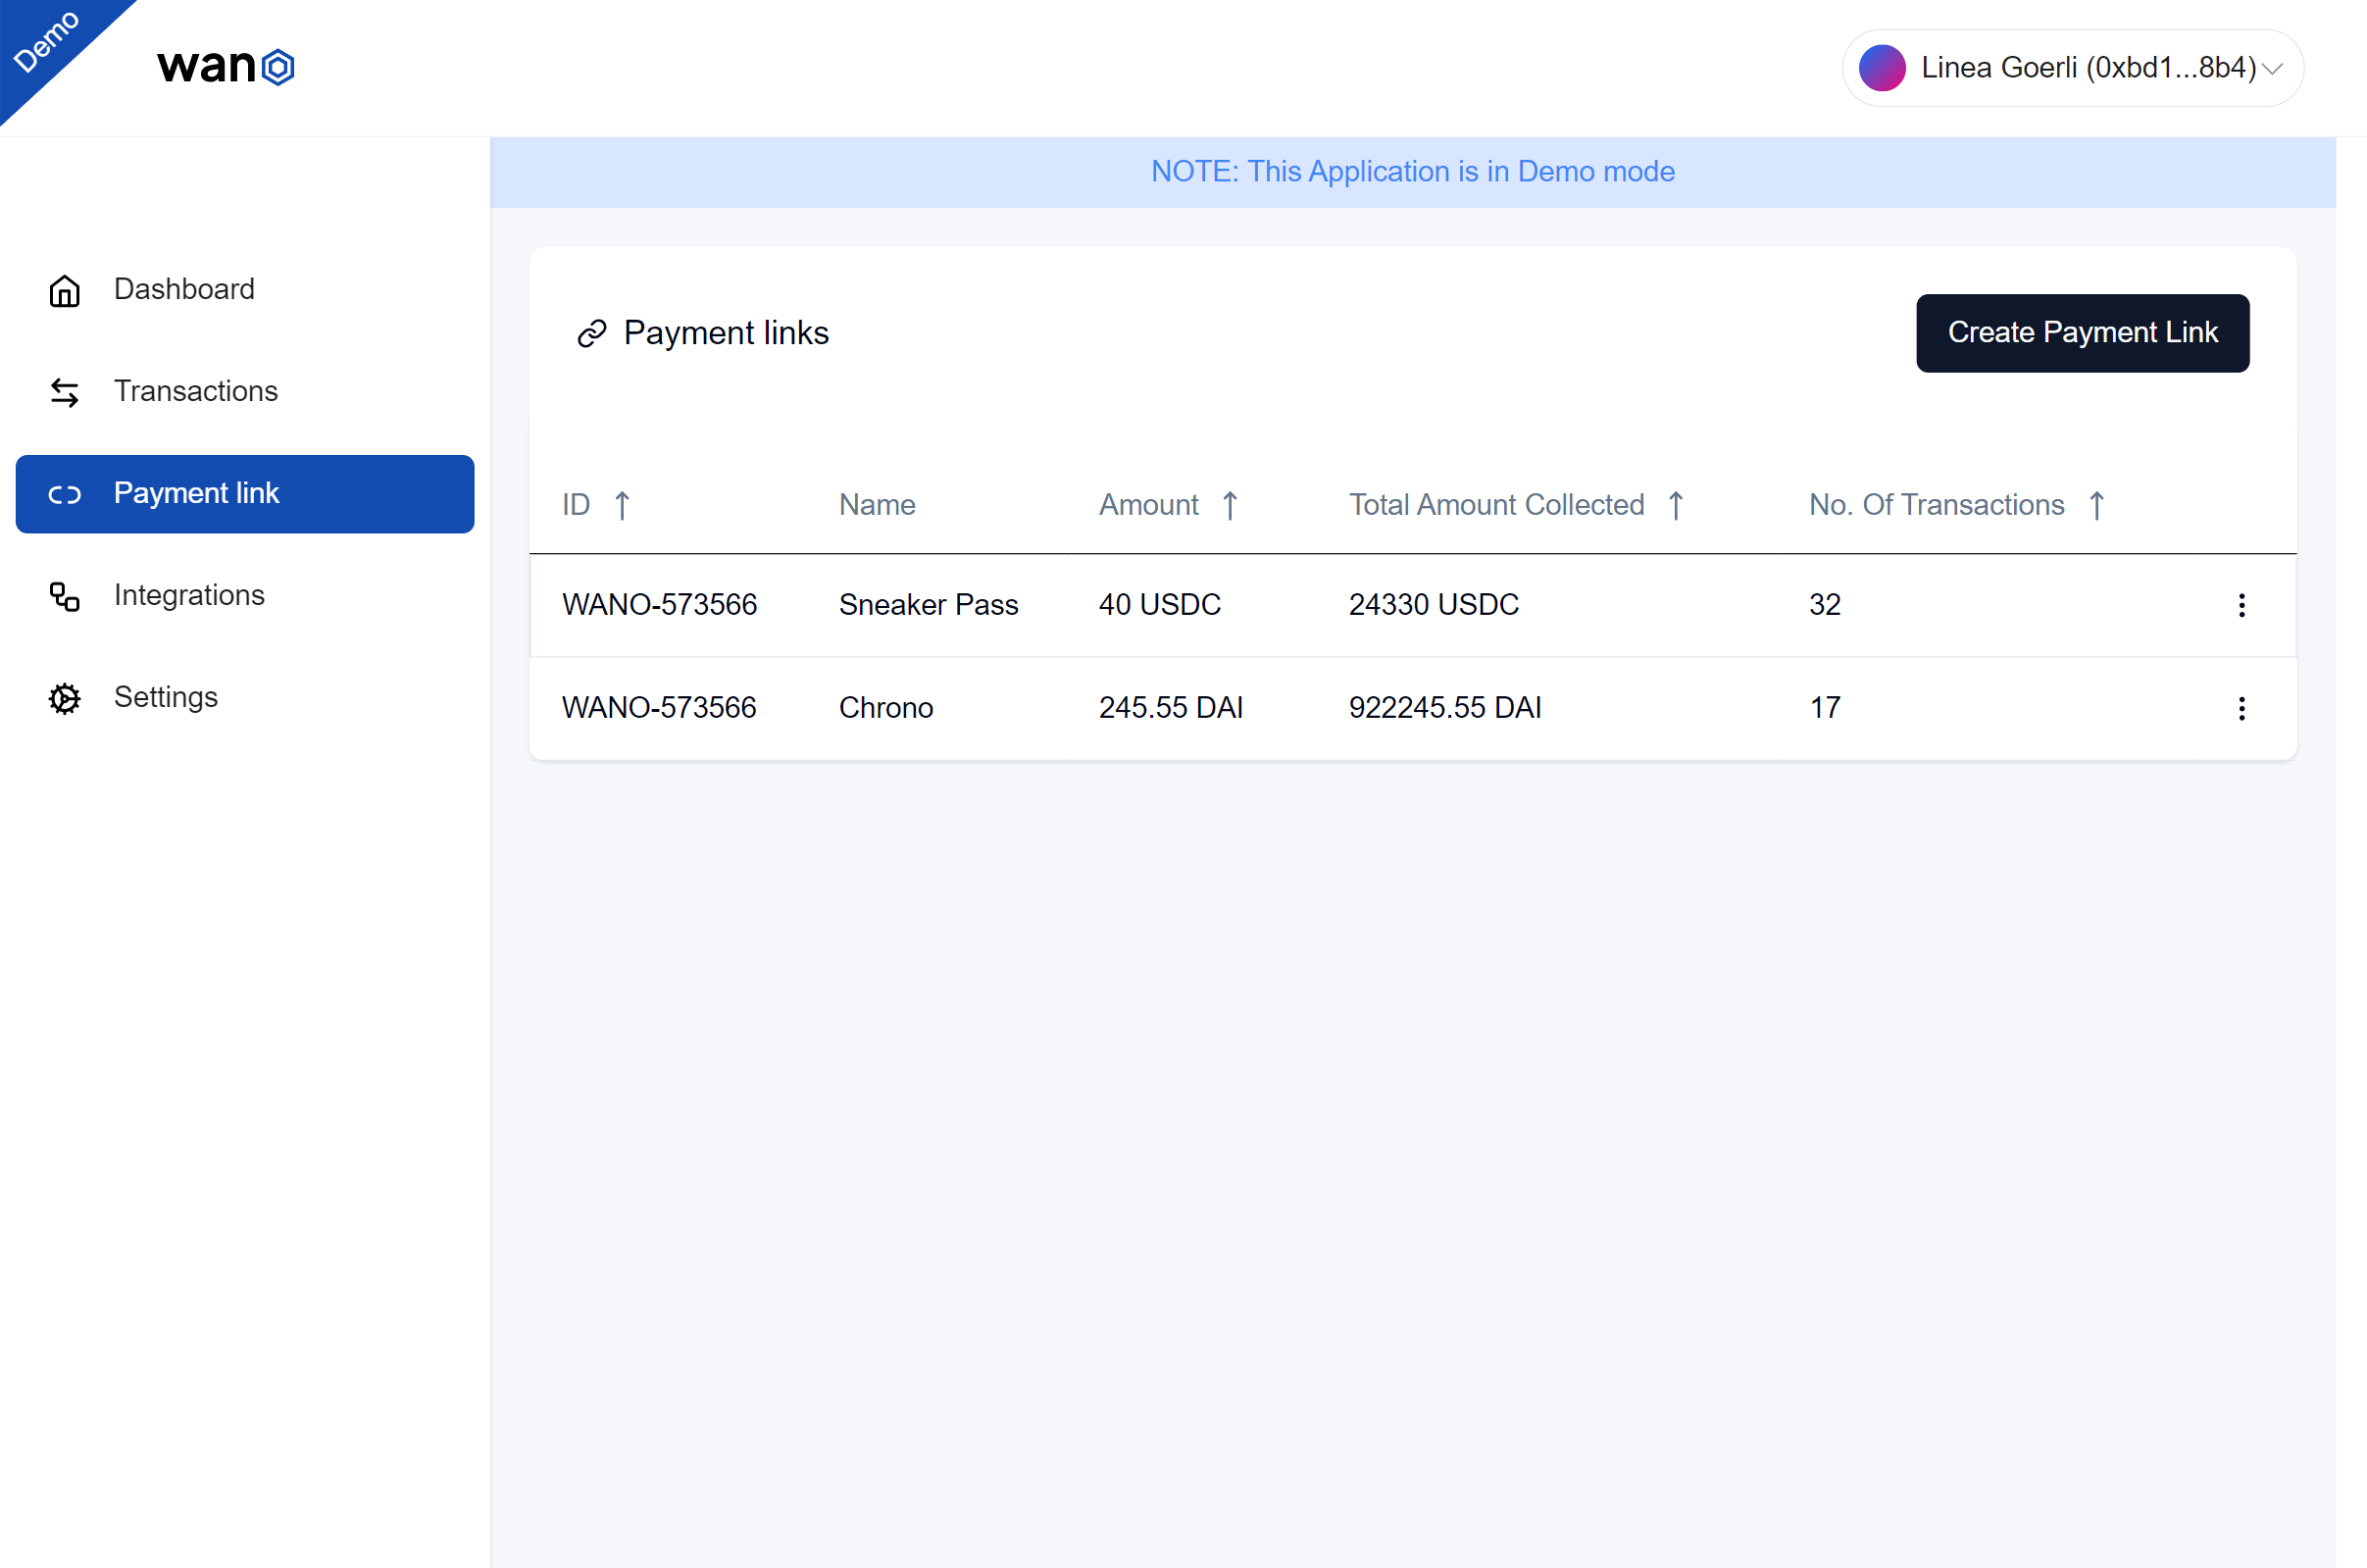 Demo
wano
Linea Goerli (0xbd1...8b4)
NOTE: This Application is in Demo mode
Dashboard
Transactions
Payment link
Integrations
Settings
Payment links
Create Payment Link
ID Name Amount Total Amount Collected No. Of Transactions
WANO-573566 Sneaker Pass 40 USDC 24330 USDC 32
WANO-573566 Chrono 245.55 DAI 922245.55 DAI 17